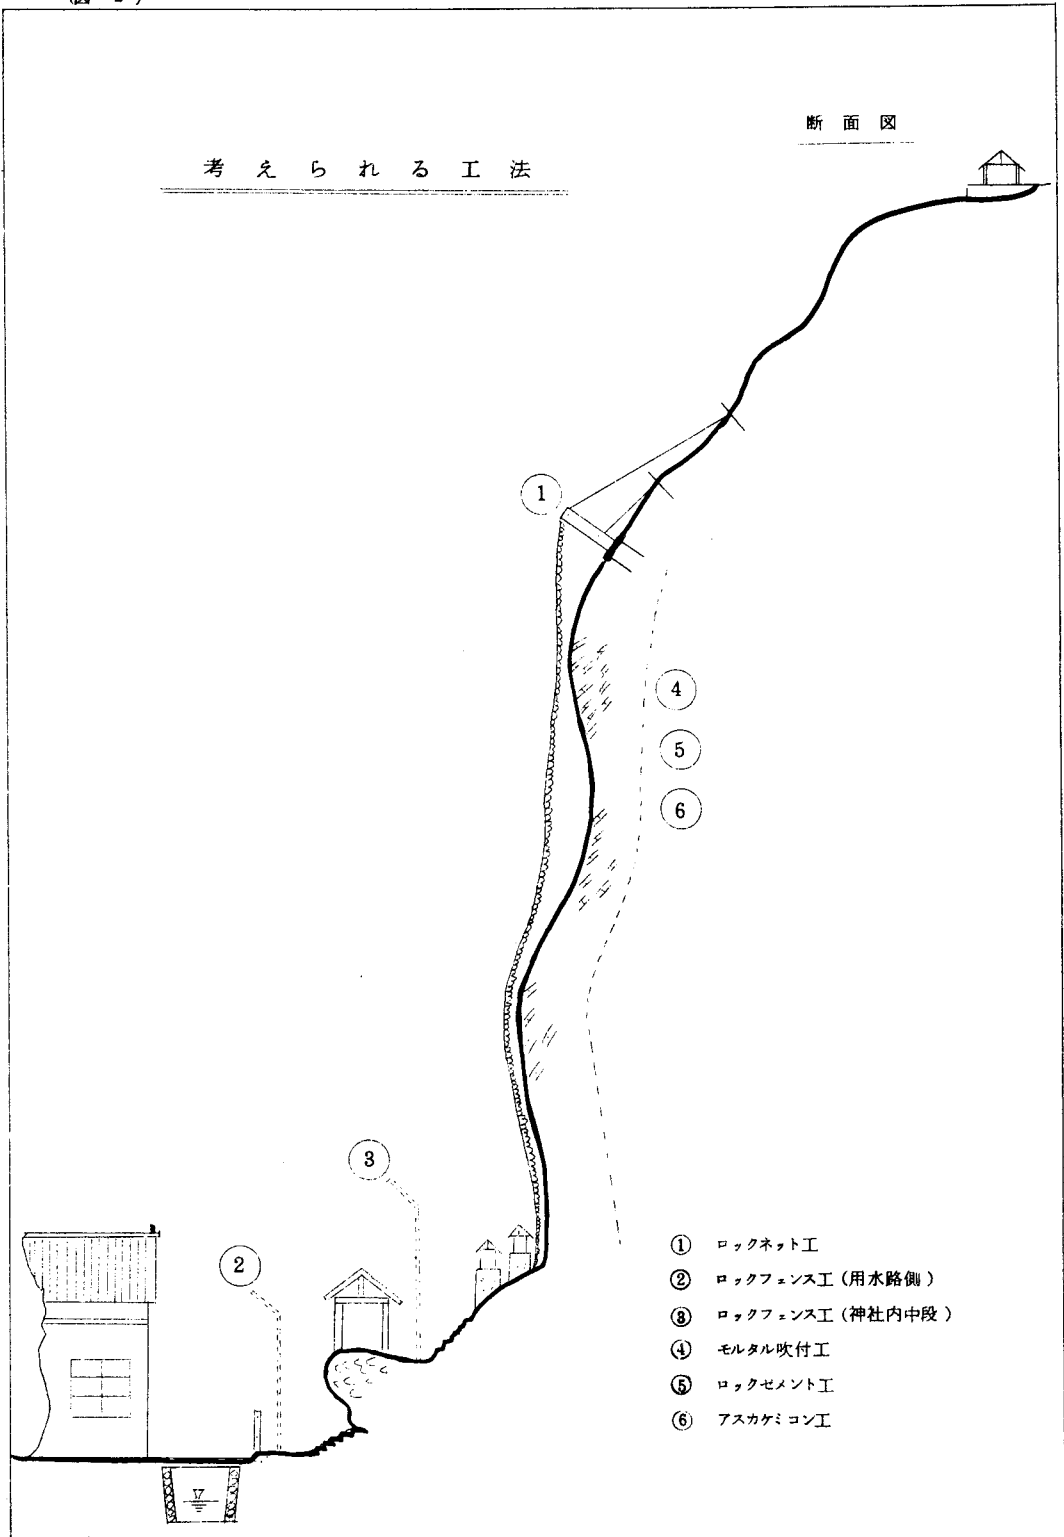 断面図
考えられる工法
①
④
⑤
⑥
③
②
① ロックネット工
② ロックフェンス工(用水路側)
③ ロックフェンス工(神社内中段)
④ モルタル吹付工
⑤ ロックセメント工
⑥ アスカケミコン工